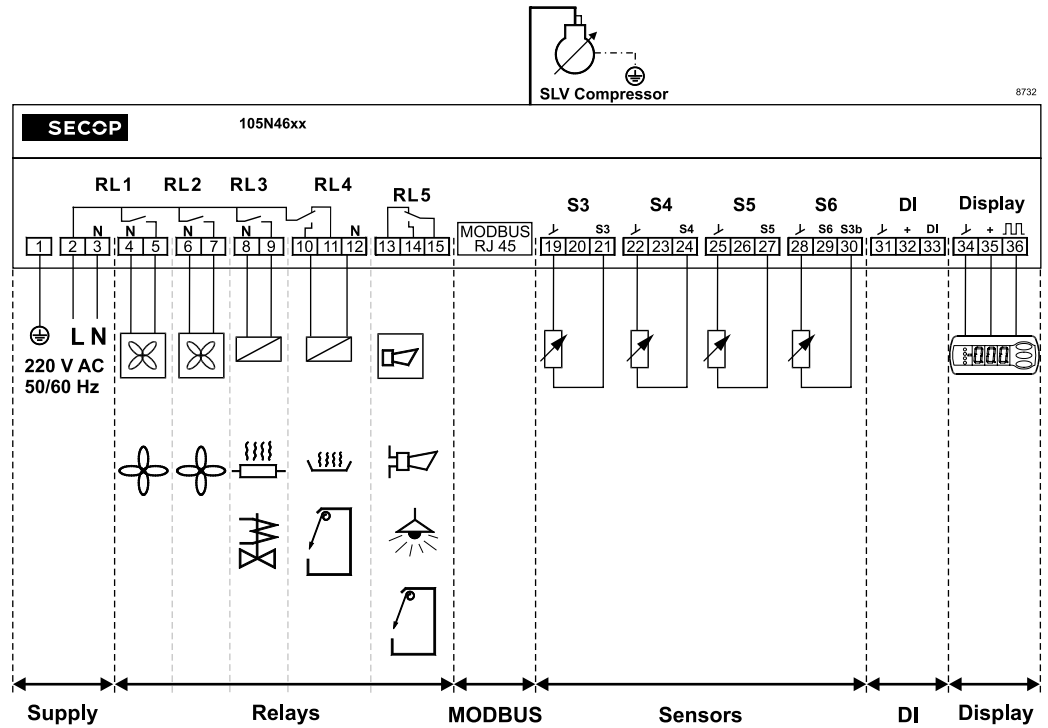 SLV Compressor
8732
SECOP 105N46xx
RL1 RL2 RL3 RL4 RL5 S3 S4 S5 S6 DI Display
N N N N N S3 S4 S5 S6 S3b + DI +
1 2 3 4 5 6 7 8 9 10 11 12 13 14 15 MODBUS RJ 45 19 20 21 22 23 24 25 26 27 28 29 30 31 32 33 34 35 36
L N
220 V AC
50/60 Hz
000
Supply Relays MODBUS Sensors DI Display